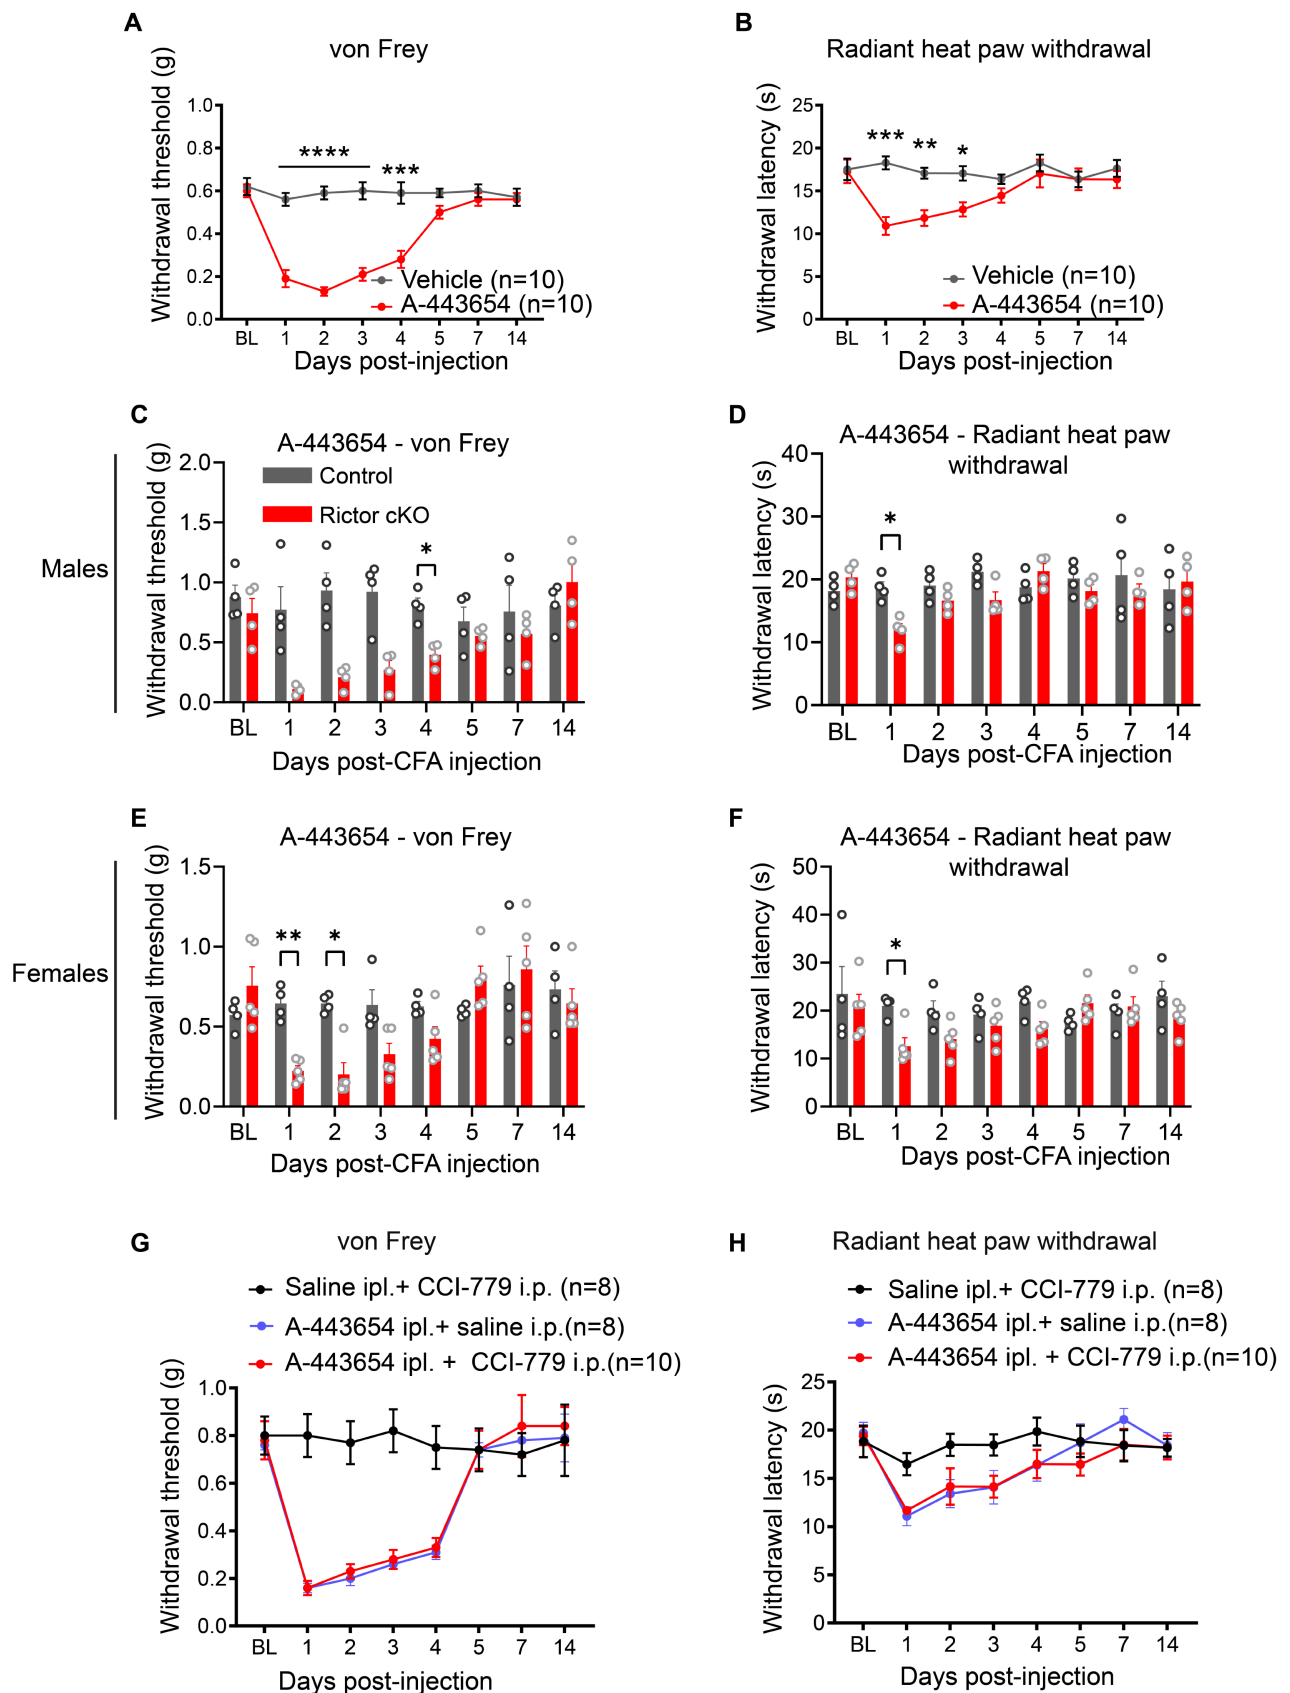 A
von Frey
Withdrawal threshold (g)
1.0
0.8
0.6
0.4
0.2
0.0
****
***
Vehicle (n=10)
A-443654 (n=10)
BL 1 2 3 4 5 7 14
Days post-injection
B
Radiant heat paw withdrawal
Withdrawal latency (s)
25
20
15
10
5
0
***
**
*
Vehicle (n=10)
A-443654 (n=10)
BL 1 2 3 4 5 7 14
Days post-injection
Males
C
A-443654 - von Frey
Withdrawal threshold (g)
2.0
1.5
1.0
0.5
0.0
Control
Rictor cKO
*
BL 1 2 3 4 5 7 14
Days post-CFA injection
D
A-443654 - Radiant heat paw
withdrawal
Withdrawal latency (s)
40
30
20
10
0
*
BL 1 2 3 4 5 7 14
Days post-CFA injection
Females
E
A-443654 - von Frey
Withdrawal threshold (g)
1.5
1.0
0.5
0.0
**
*
BL 1 2 3 4 5 7 14
Days post-CFA injection
F
A-443654 - Radiant heat paw
withdrawal
Withdrawal latency (s)
50
40
30
20
10
0
*
BL 1 2 3 4 5 7 14
Days post-CFA injection
G
von Frey
Saline ipl.+ CCI-779 i.p. (n=8)
A-443654 ipl.+ saline i.p.(n=8)
A-443654 ipl. + CCI-779 i.p.(n=10)
Withdrawal threshold (g)
1.0
0.8
0.6
0.4
0.2
0.0
BL 1 2 3 4 5 7 14
Days post-injection
H
Radiant heat paw withdrawal
Saline ipl.+ CCI-779 i.p. (n=8)
A-443654 ipl.+ saline i.p.(n=8)
A-443654 ipl. + CCI-779 i.p.(n=10)
Withdrawal latency (s)
25
20
15
10
5
0
BL 1 2 3 4 5 7 14
Days post-injection